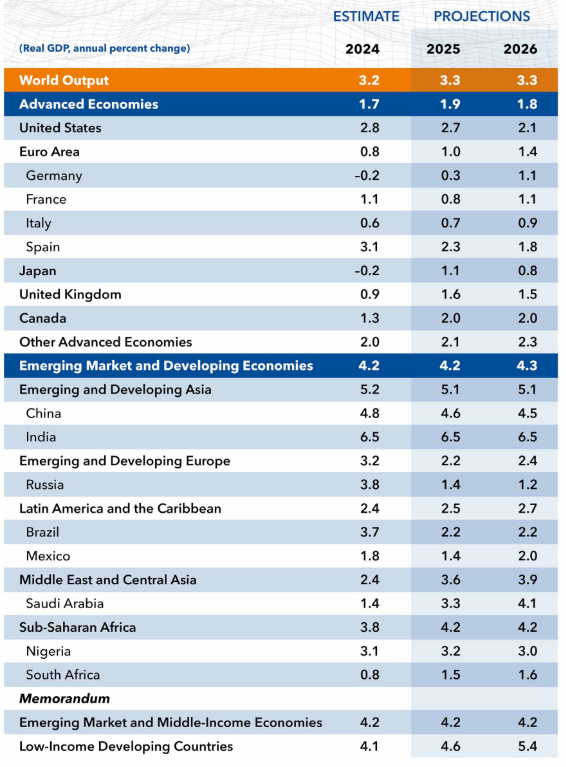 ESTIMATE PROJECTIONS
(Real GDP, annual percent change) 2024 2025 2026
World Output 3.2 3.3 3.3
Advanced Economies 1.7 1.9 1.8
United States 2.8 2.7 2.1
Euro Area 0.8 1.0 1.4
Germany –0.2 0.3 1.1
France 1.1 0.8 1.1
Italy 0.6 0.7 0.9
Spain 3.1 2.3 1.8
Japan –0.2 1.1 0.8
United Kingdom 0.9 1.6 1.5
Canada 1.3 2.0 2.0
Other Advanced Economies 2.0 2.1 2.3
Emerging Market and Developing Economies 4.2 4.2 4.3
Emerging and Developing Asia 5.2 5.1 5.1
China 4.8 4.6 4.5
India 6.5 6.5 6.5
Emerging and Developing Europe 3.2 2.2 2.4
Russia 3.8 1.4 1.2
Latin America and the Caribbean 2.4 2.5 2.7
Brazil 3.7 2.2 2.2
Mexico 1.8 1.4 2.0
Middle East and Central Asia 2.4 3.6 3.9
Saudi Arabia 1.4 3.3 4.1
Sub-Saharan Africa 3.8 4.2 4.2
Nigeria 3.1 3.2 3.0
South Africa 0.8 1.5 1.6
Memorandum
Emerging Market and Middle-Income Economies 4.2 4.2 4.2
Low-Income Developing Countries 4.1 4.6 5.4